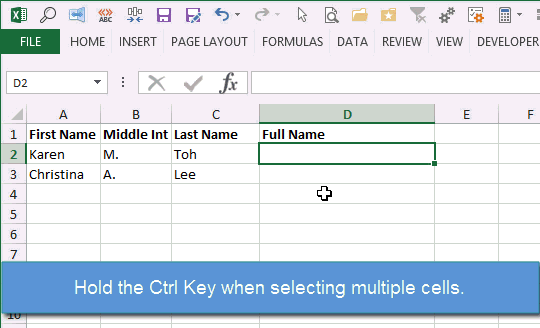 ABC
FILE HOME INSERT PAGE LAYOUT FORMULAS DATA REVIEW VIEW DEVELOPER
D2 fx
A B C D E F
1 First Name Middle Int Last Name Full Name
2 Karen M. Toh
3 Christina A. Lee
4
5
6
7
Hold the Ctrl Key when selecting multiple cells.
10